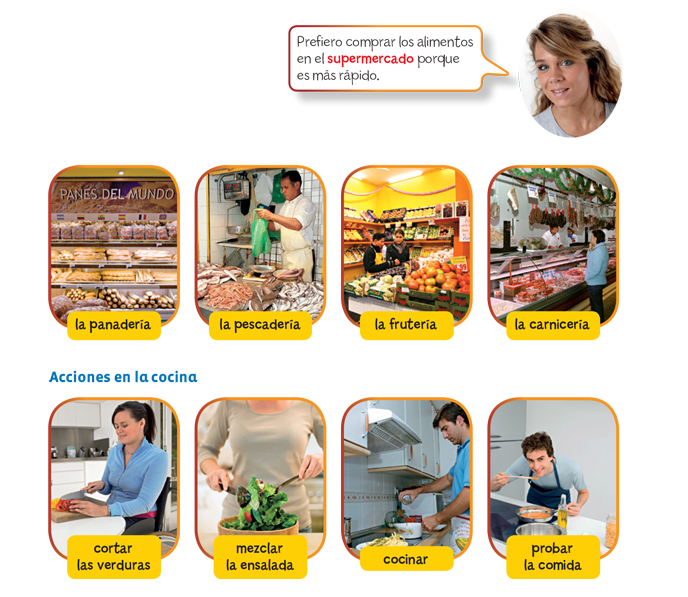 Prefiero comprar los alimentos
en el supermercado porque
es más rápido.
PANES DEL MUNDO
la panadería
la pescadería
la frutería
la carnicería
Acciones en la cocina
cortar
las verduras
mezclar
la ensalada
cocinar
probar
la comida